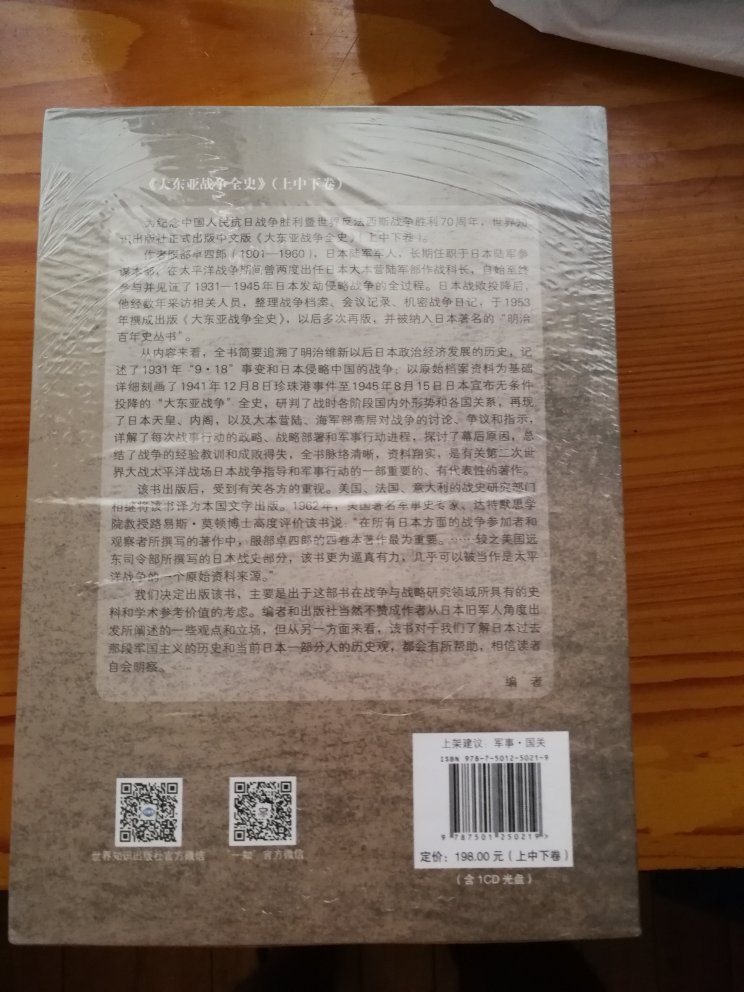 《大东亚战争全史》（上中下卷）
为纪念中国人民抗日战争胜利暨世界反法西斯战争胜利70周年，世界知
识出版社正式出版中文版《大东亚战争全史》（上中下卷）。
作者服部卓四郎（1901—1960），日本陆军军人，长期任职于日本陆军参
谋本部，在太平洋战争期间曾两度出任日本大本营陆军部作战科长，自始至终
参与并见证了1931—1945年日本发动侵略战争的全过程。日本战败投降后，
他经数年采访相关人员，整理战争档案、会议记录、机密战争日记，于1953
年撰成出版《大东亚战争全史》，以后多次再版，并被纳入日本著名的“明治
百年史丛书”。
从内容来看，全书简要追溯了明治维新以后日本政治经济发展的历史，记
述了1931年“9·18”事变和日本侵略中国的战争；以原始档案资料为基础
详细刻画了1941年12月8日珍珠港事件至1945年8月15日日本宣布无条件
投降的“大东亚战争”全史，研判了战时各阶段国内外形势和各国关系，再现
了日本天皇、内阁，以及大本营陆、海军部高层对战争的讨论、争议和指示，
详解了每次战事行动的政略、战略部署和军事行动进程，探讨了幕后原因，总
结了战争的经验教训和成败得失，全书脉络清晰，资料翔实，是有关第二次世
界大战太平洋战场日本战争指导和军事行动的一部重要的、有代表性的著作。
该书出版后，受到有关各方的重视。美国、法国、意大利的战史研究部门
相继将该书译为本国文字出版。1962年，美国著名军事史专家、达特默思学
院教授路易斯·莫顿博士高度评价该书说：“在所有日本方面的战争参加者和
观察者所撰写的著作中，服部卓四郎的四卷本著作最为重要。……较之美国远
东司令部所撰写的日本战史部分，该书更为逼真有力，几乎可以被当作是太平
洋战争的一个原始资料来源。”
我们决定出版该书，主要是出于这部书在战争与战略研究领域所具有的史
料和学术参考价值的考虑。编者和出版社当然不赞成作者从日本旧军人角度出
发所阐述的一些观点和立场，但从另一方面来看，该书对于我们了解日本过去
那段军国主义的历史和当前日本一部分人的历史观，都会有所帮助，相信读者
自会明察。
编 者
上架建议：军事·国关
ISBN 978-7-5012-5021-9
9 787501 250219 >
定价：198.00元（上中下卷）
（含1CD光盘）
世界知识出版社官方微信
官方微信